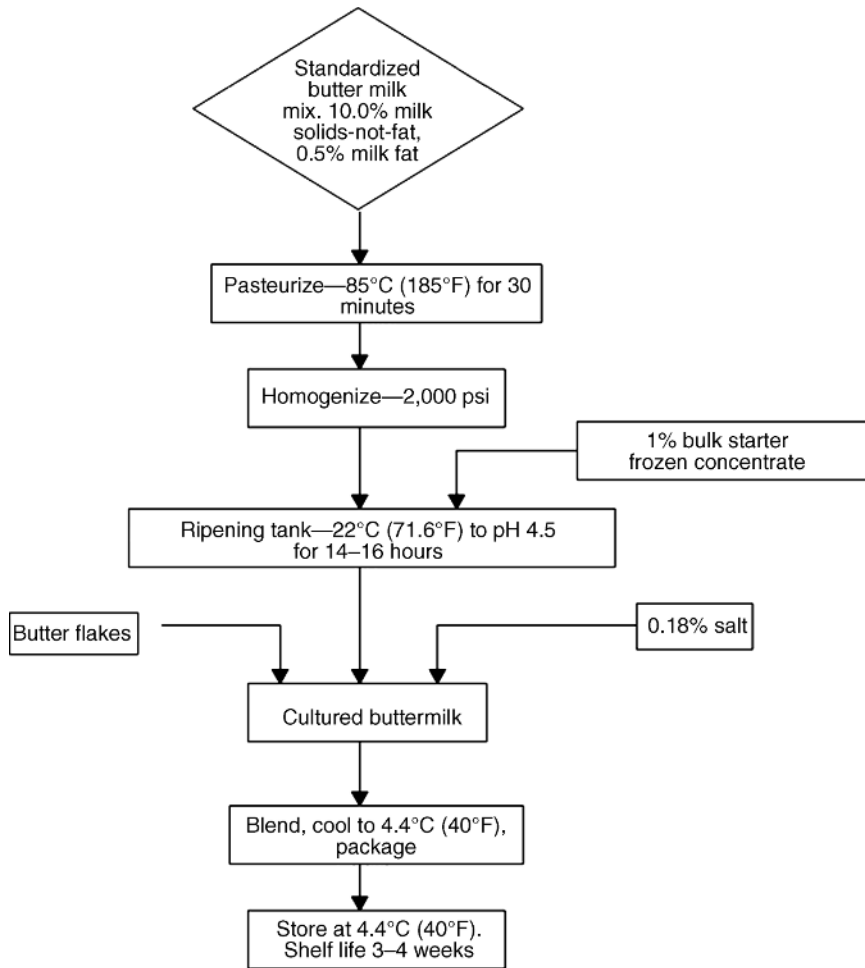 Standardized
butter milk
mix. 10.0% milk
solids-not-fat,
0.5% milk fat
Pasteurize—85°C (185°F) for 30
minutes
Homogenize—2,000 psi
1% bulk starter
frozen concentrate
Ripening tank—22°C (71.6°F) to pH 4.5
for 14–16 hours
Butter flakes
0.18% salt
Cultured buttermilk
Blend, cool to 4.4°C (40°F),
package
Store at 4.4°C (40°F).
Shelf life 3–4 weeks